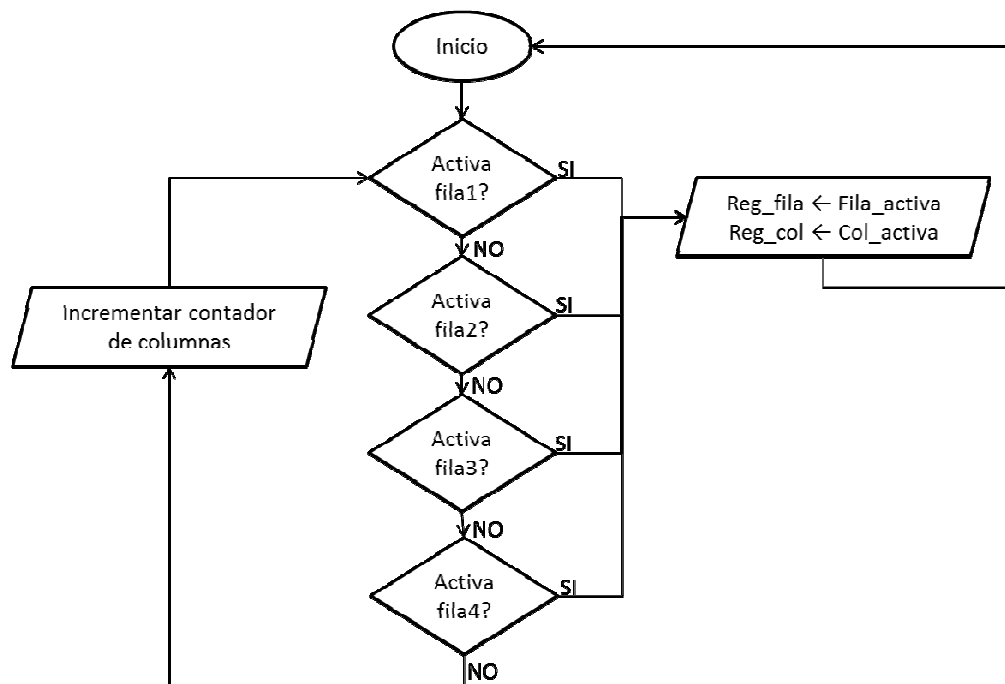 Inicio
Activa
fila1?
SI
NO
Reg_fila ← Fila_activa
Reg_col ← Col_activa
Incrementar contador
de columnas
Activa
fila2?
SI
NO
Activa
fila3?
SI
NO
Activa
fila4?
SI
NO